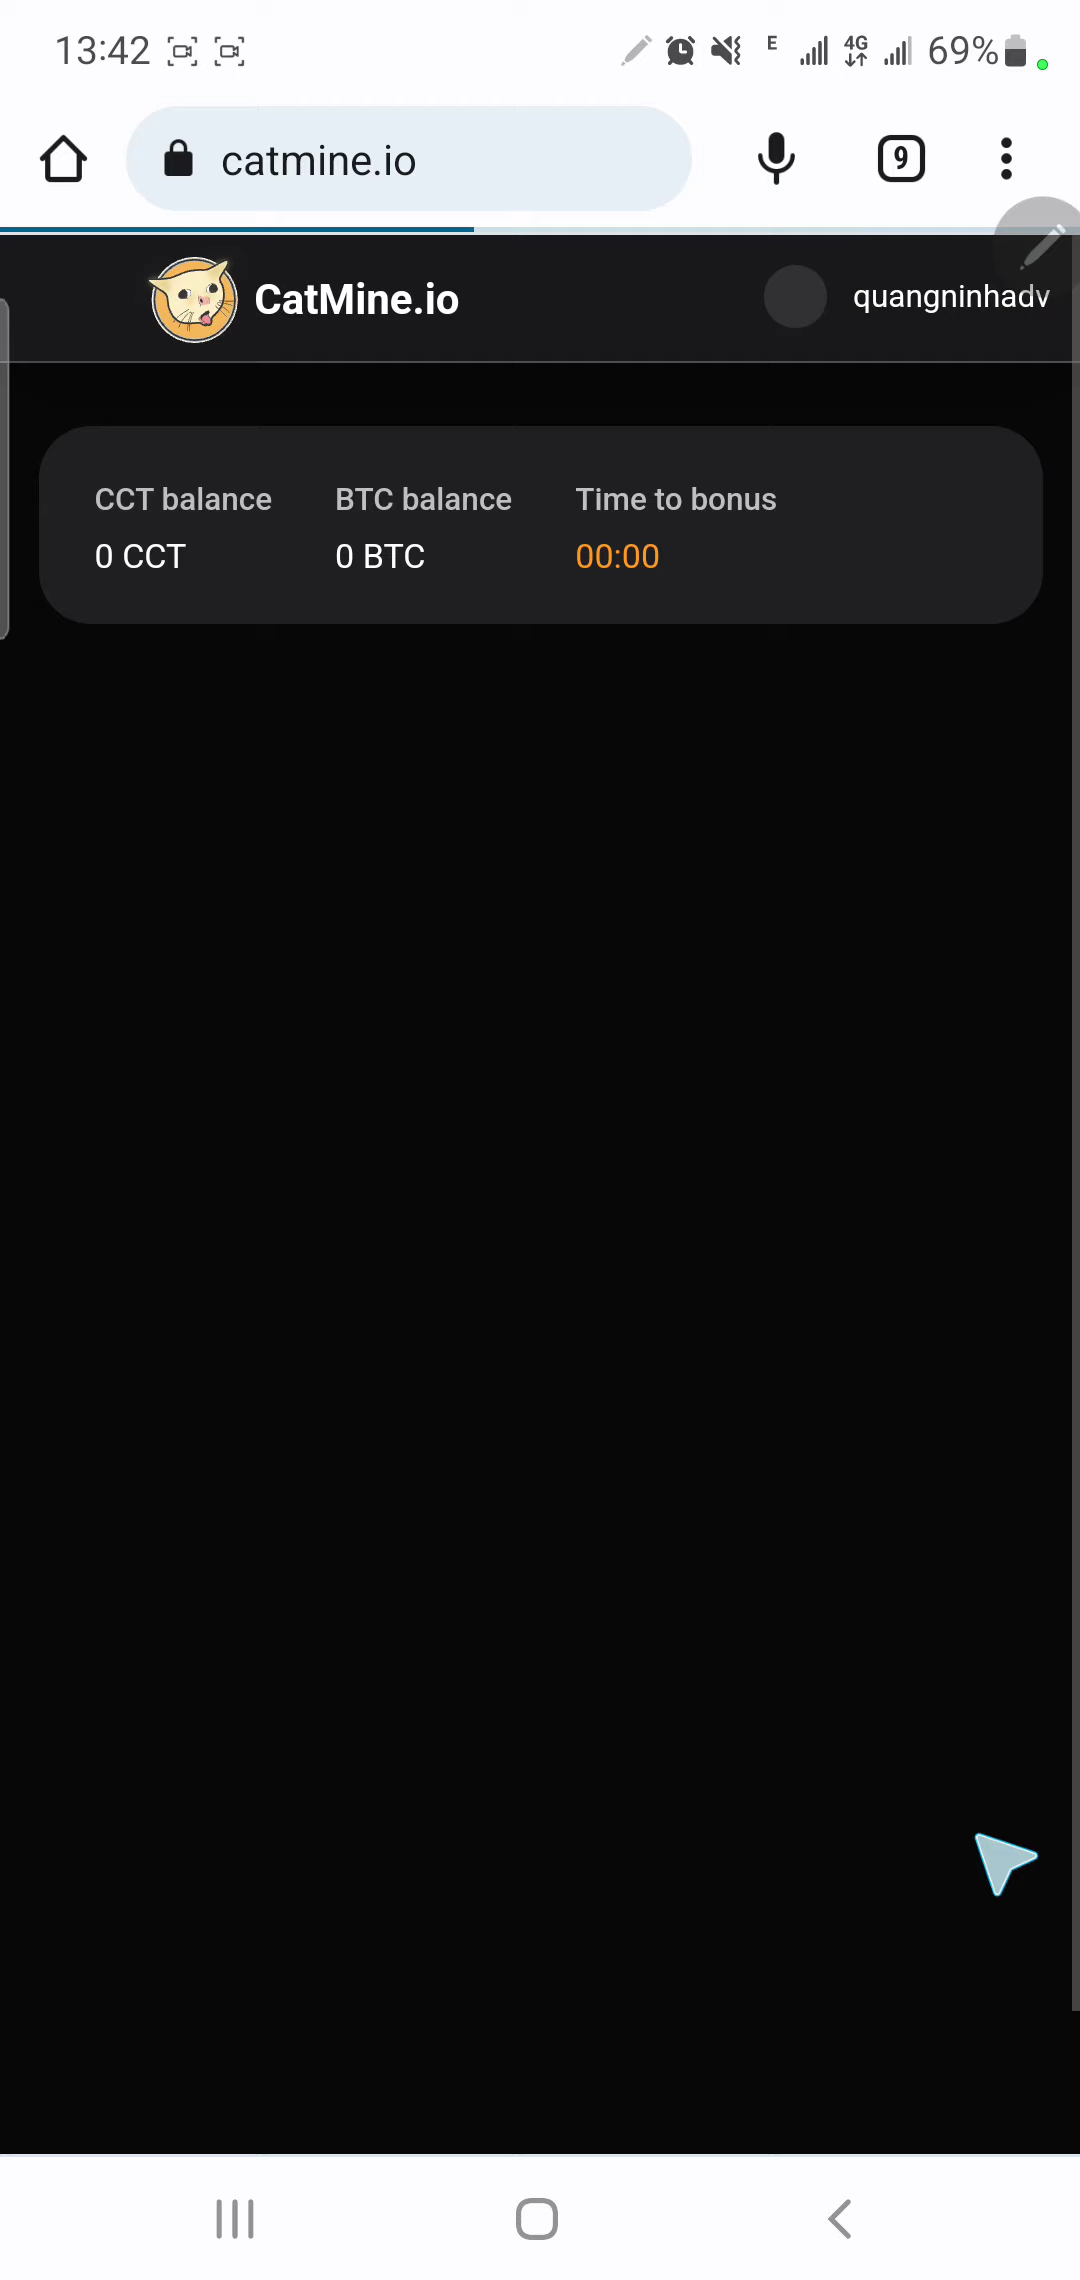 13:42 E 4G 69%
catmine.io 9
CatMine.io quangninhadv
CCT balance BTC balance Time to bonus
0 CCT 0 BTC 00:00